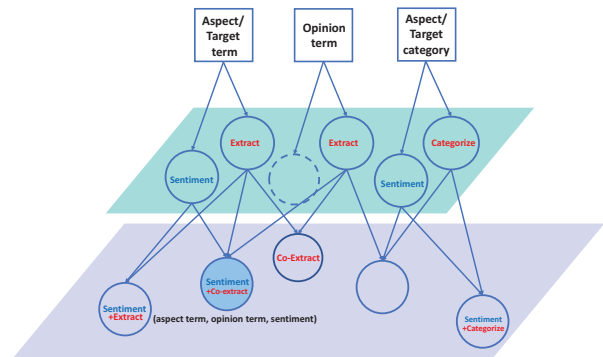 Aspect/
Target
term
Opinion
term
Aspect/
Target
category
Extract
Extract
Categorize
Sentiment
Sentiment
Co-Extract
Sentiment
+Co-extract
Sentiment
+Extract
(aspect term, opinion term, sentiment)
Sentiment
+Categorize